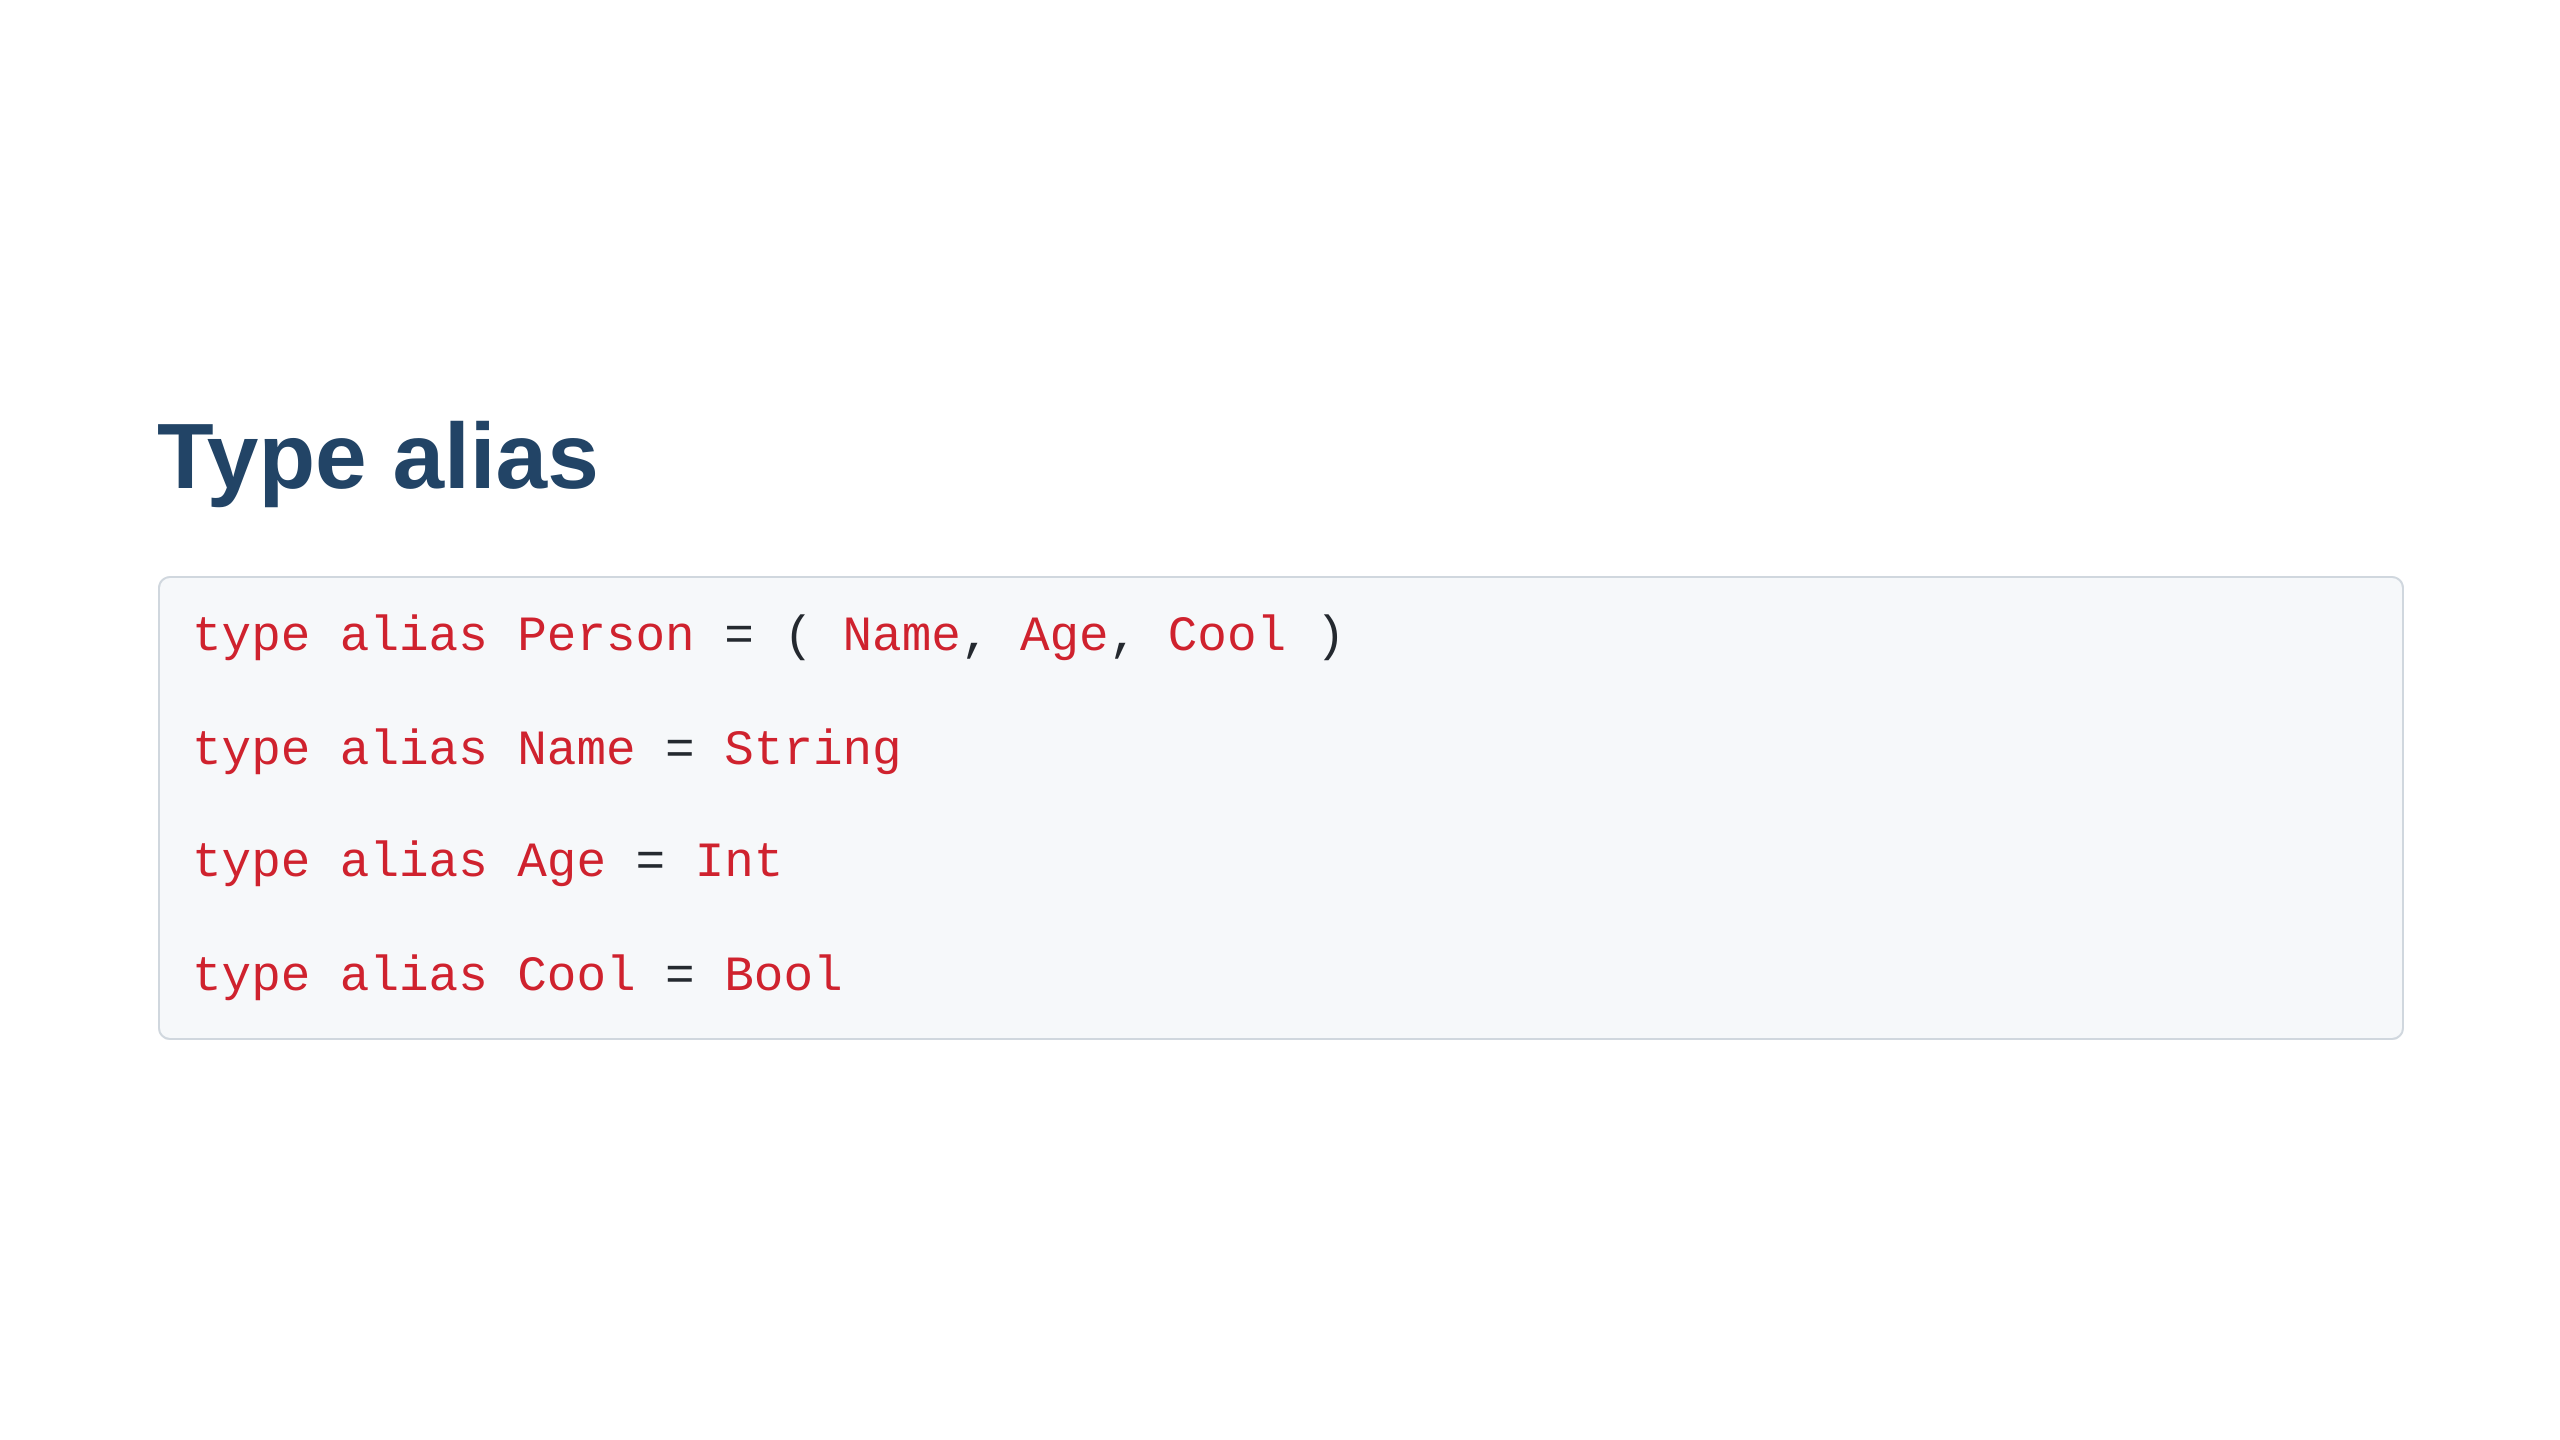 Type alias
type alias Person = ( Name, Age, Cool )
type alias Name = String
type alias Age = Int
type alias Cool = Bool